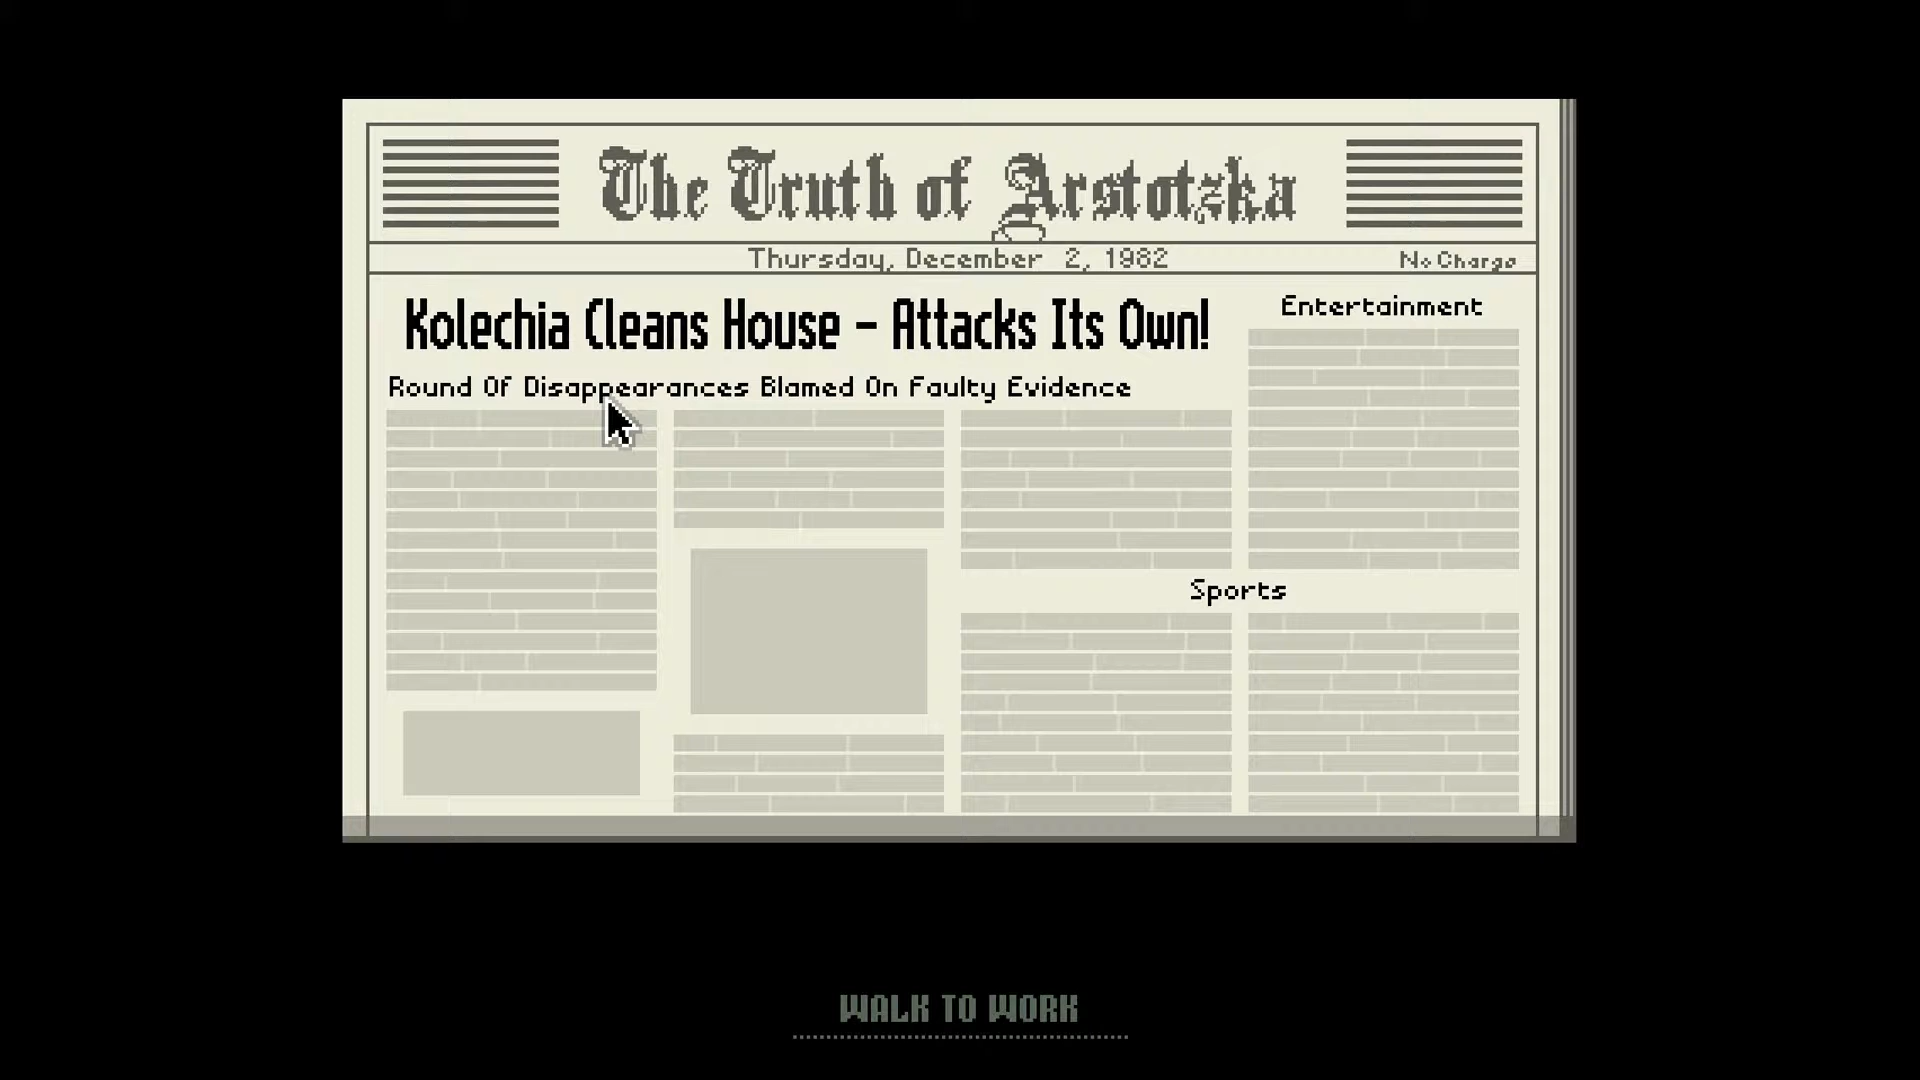 The Truth of Arstotzka
Thursday, December 2, 1982
No Charge
Kolechia Cleans House - Attacks Its Own!
Round Of Disappearances Blamed On Faulty Evidence
Entertainment
Sports
WALK TO WORK